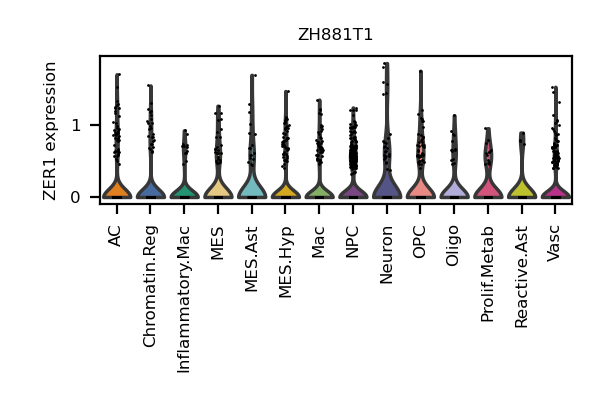 ZH881T1
ZER1 expression
1
0
AC
Chromatin.Reg
Inflammatory.Mac
MES
MES.Ast
MES.Hyp
Mac
NPC
Neuron
OPC
Oligo
Prolif.Metab
Reactive.Ast
Vasc